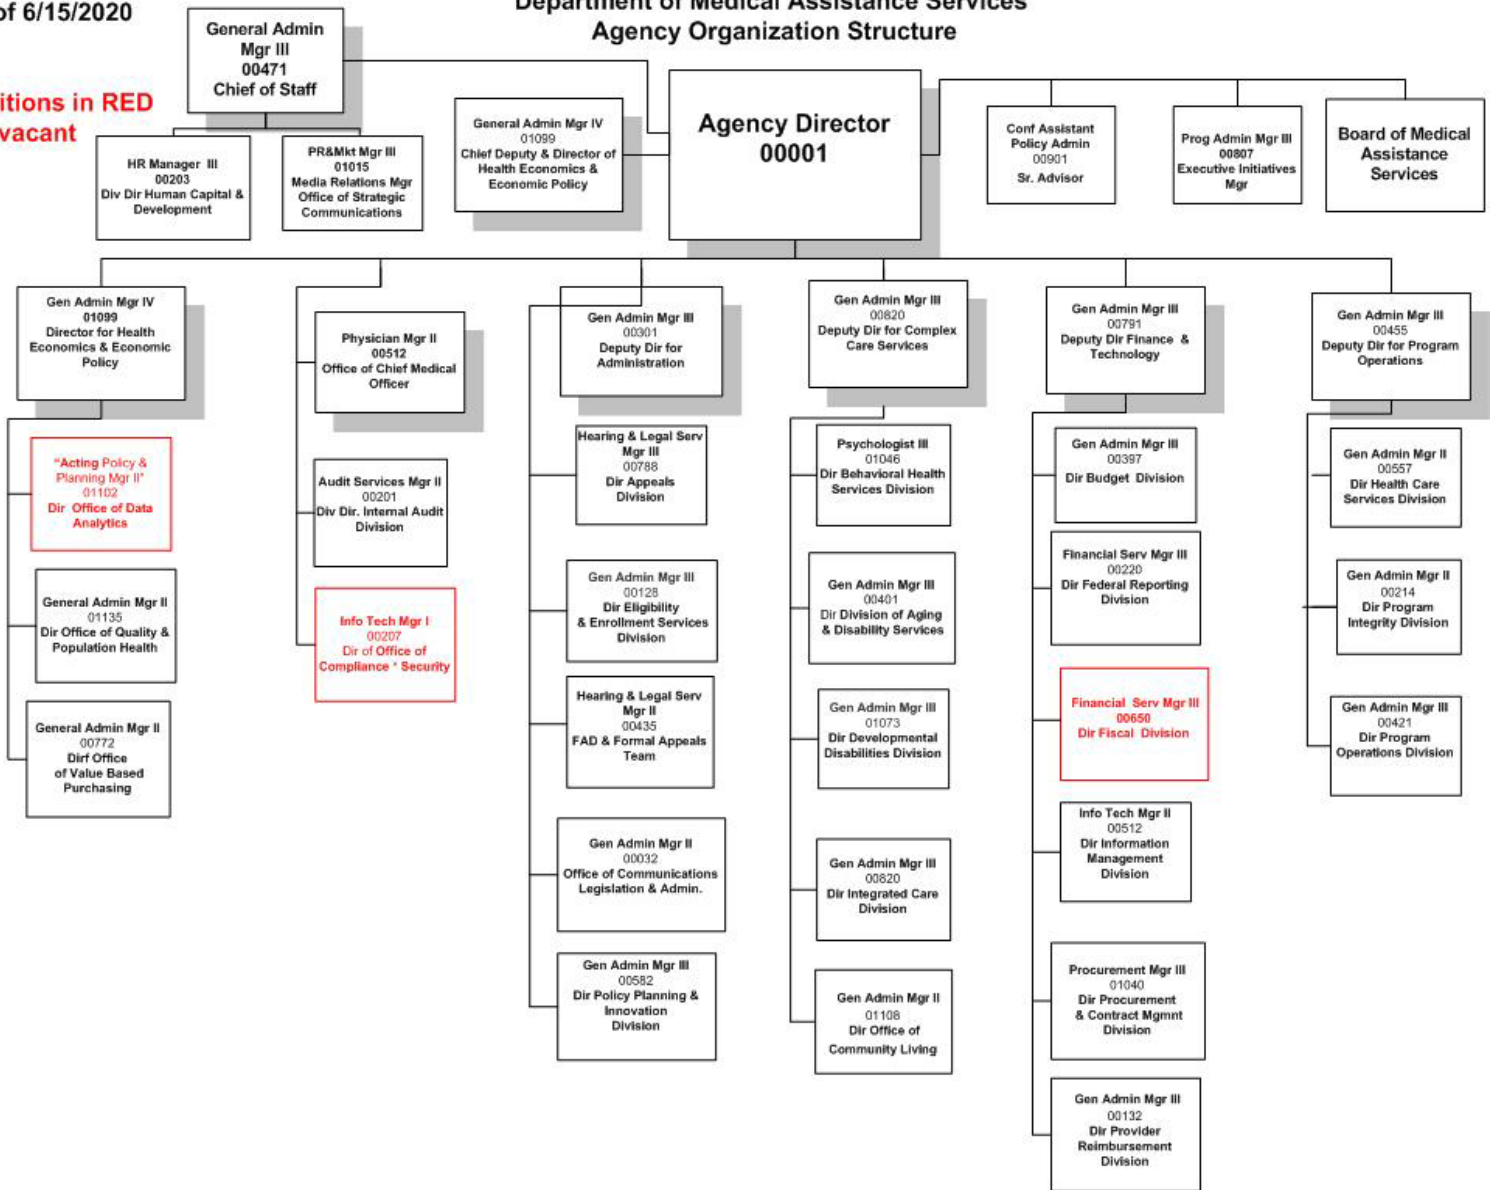 of 6/15/2020
Department of Medical Assistance Services
Agency Organization Structure
itions in RED
vacant
General Admin
Mgr III
00471
Chief of Staff
HR Manager III
00203
Div Dir Human Capital &
Development
PR&Mkt Mgr III
01015
Media Relations Mgr
Office of Strategic
Communications
General Admin Mgr IV
01099
Chief Deputy & Director of
Health Economics &
Economic Policy
Agency Director
00001
Conf Assistant
Policy Admin
00901
Sr. Advisor
Prog Admin Mgr III
00807
Executive Initiatives
Mgr
Board of Medical
Assistance
Services
Gen Admin Mgr IV
01099
Director for Health
Economics & Economic
Policy
"Acting Policy &
Planning Mgr II"
01102
Dir Office of Data
Analytics
General Admin Mgr II
01135
Dir Office of Quality &
Population Health
General Admin Mgr II
00772
Dirf Office
of Value Based
Purchasing
Physician Mgr II
00512
Office of Chief Medical
Officer
Audit Services Mgr II
00201
Div Dir. Internal Audit
Division
Info Tech Mgr I
00207
Dir of Office of
Compliance * Security
Gen Admin Mgr III
00301
Deputy Dir for
Administration
Hearing & Legal Serv
Mgr III
00788
Dir Appeals
Division
Gen Admin Mgr III
00128
Dir Eligibility
& Enrollment Services
Division
Hearing & Legal Serv
Mgr II
00435
FAD & Formal Appeals
Team
Gen Admin Mgr II
00032
Office of Communications
Legislation & Admin.
Gen Admin Mgr III
00582
Dir Policy Planning &
Innovation
Division
Gen Admin Mgr III
00820
Deputy Dir for Complex
Care Services
Psychologist III
01046
Dir Behavioral Health
Services Division
Gen Admin Mgr III
00401
Dir Division of Aging
& Disability Services
Gen Admin Mgr III
01073
Dir Developmental
Disabilities Division
Gen Admin Mgr III
00820
Dir Integrated Care
Division
Gen Admin Mgr II
01108
Dir Office of
Community Living
Gen Admin Mgr III
00791
Deputy Dir Finance &
Technology
Gen Admin Mgr III
00397
Dir Budget Division
Financial Serv Mgr III
00220
Dir Federal Reporting
Division
Financial Serv Mgr III
00650
Dir Fiscal Division
Info Tech Mgr II
00512
Dir Information
Management
Division
Procurement Mgr III
01040
Dir Procurement
& Contract Mgmnt
Division
Gen Admin Mgr III
00132
Dir Provider
Reimbursement
Division
Gen Admin Mgr III
00455
Deputy Dir for Program
Operations
Gen Admin Mgr II
00557
Dir Health Care
Services Division
Gen Admin Mgr II
00214
Dir Program
Integrity Division
Gen Admin Mgr III
00421
Dir Program
Operations Division